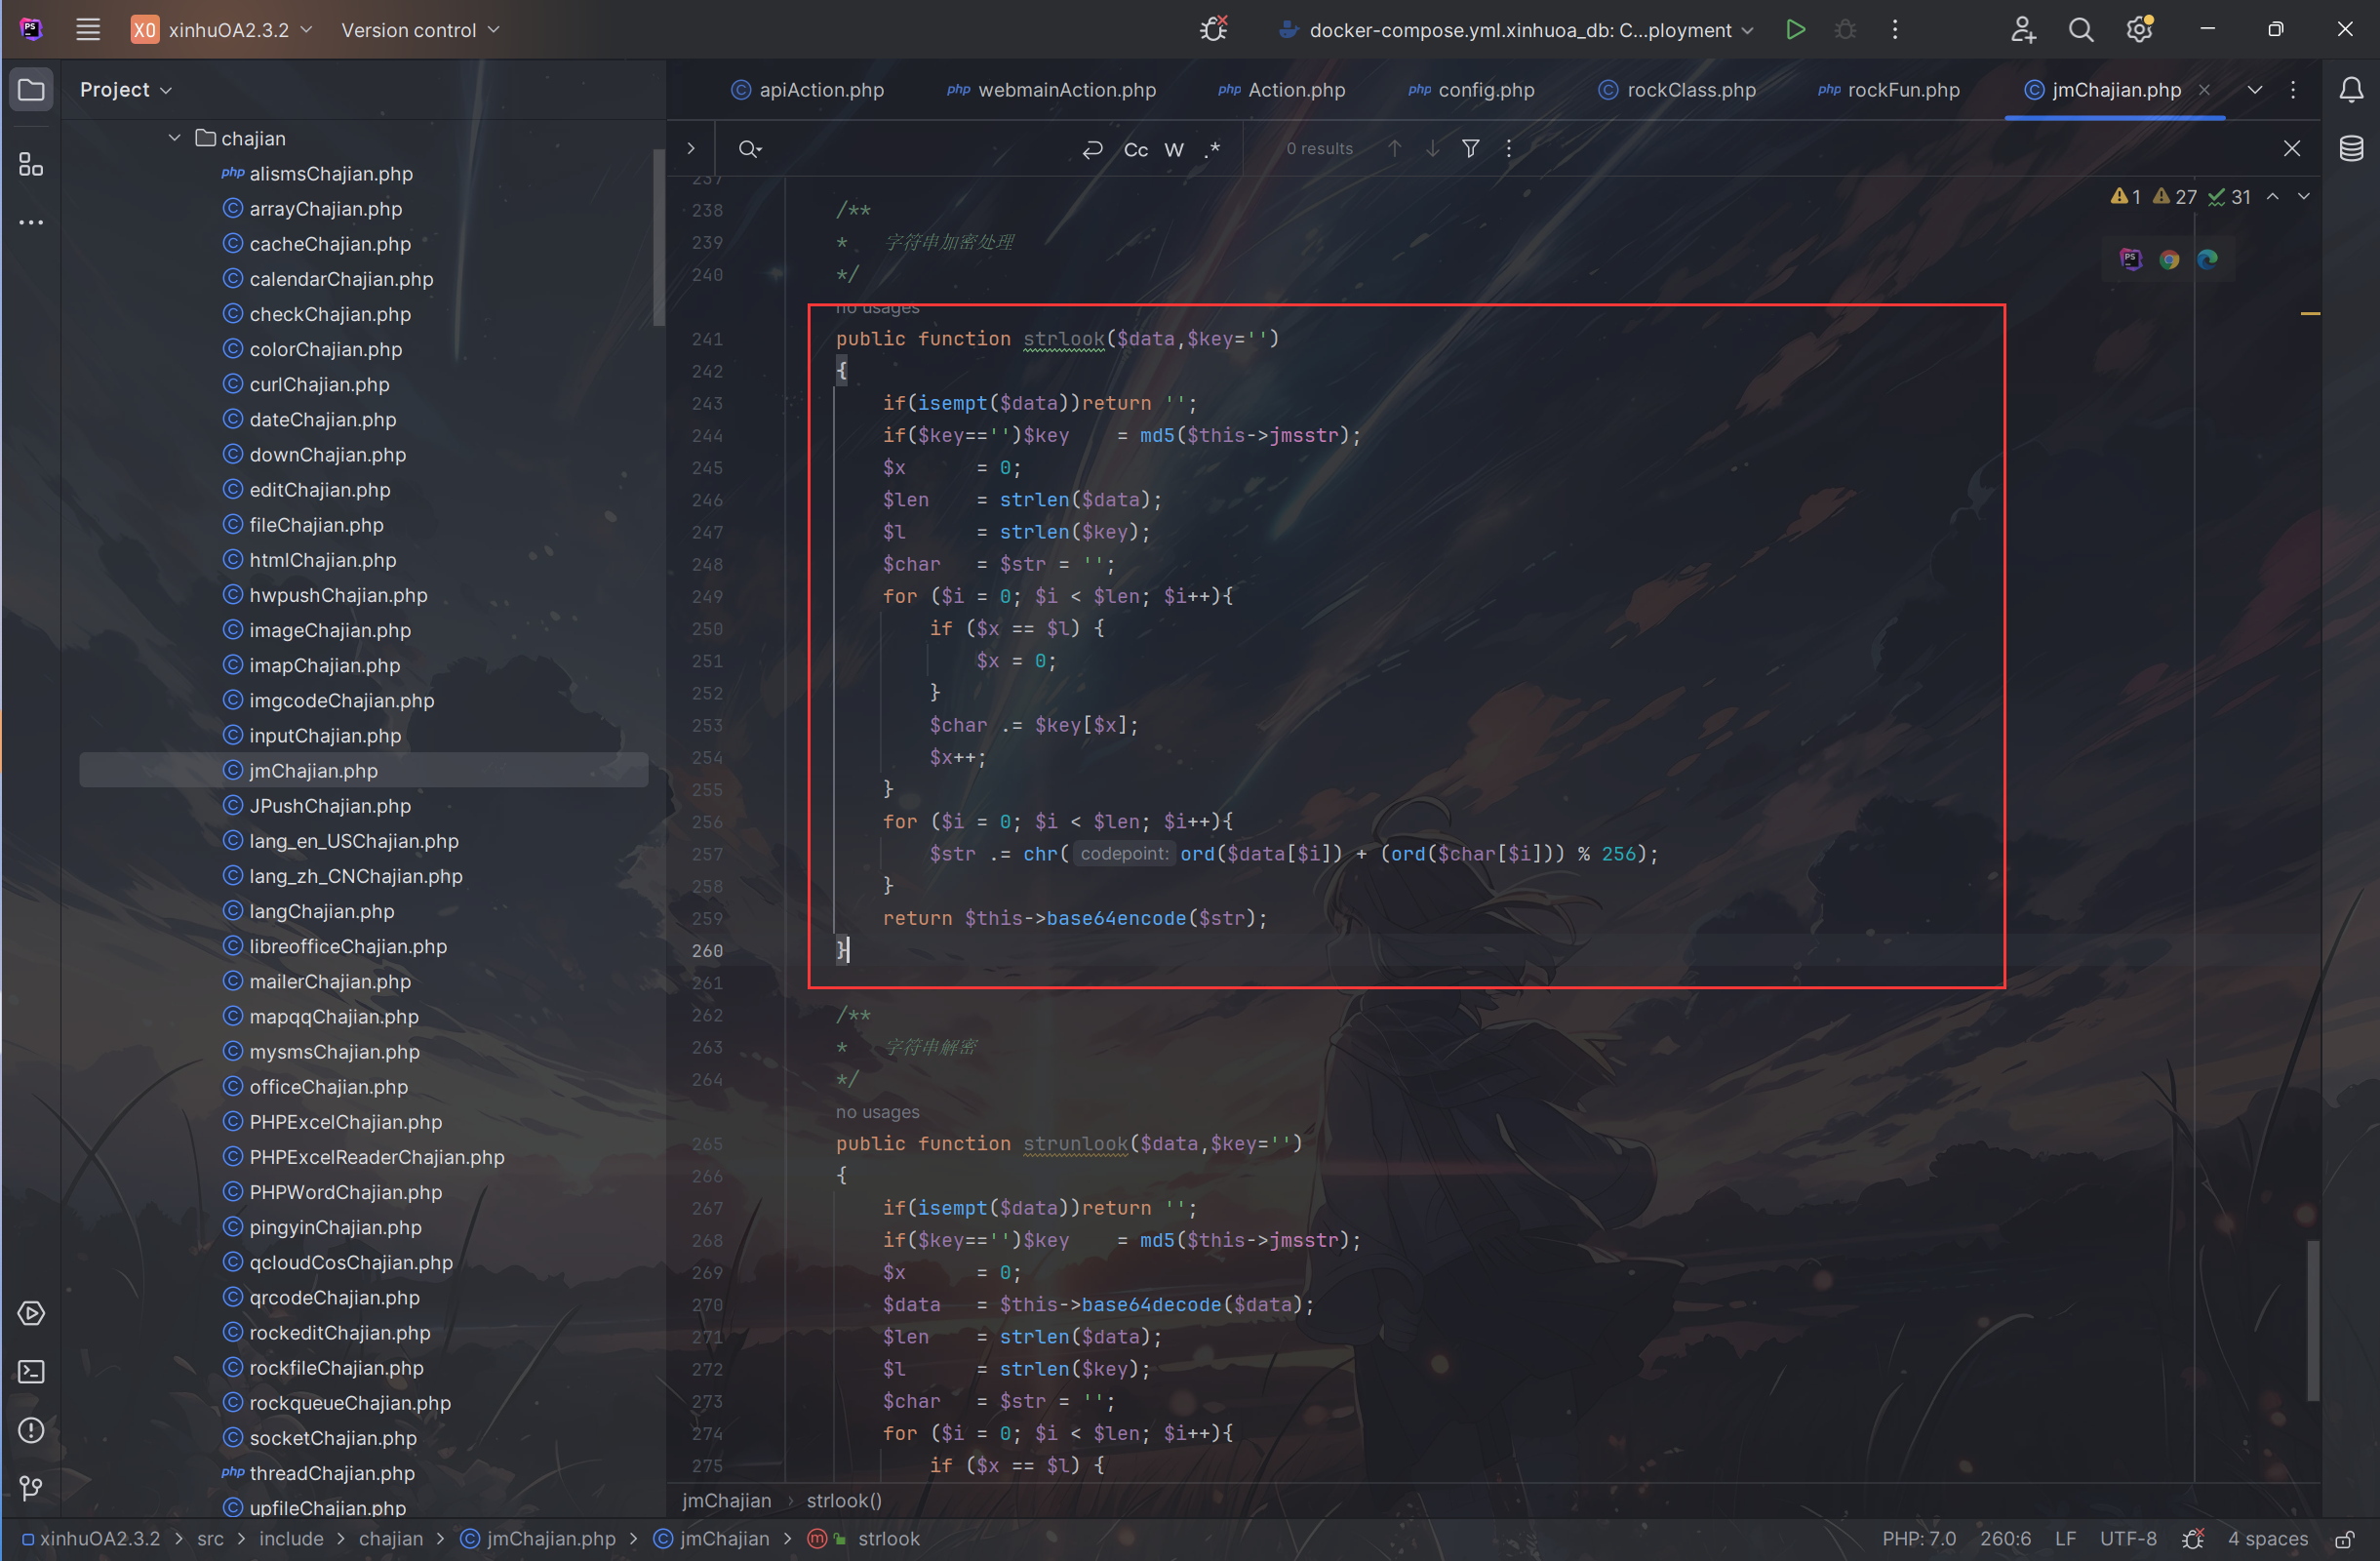 PS
XO xinhuOA2.3.2 Version control docker-compose.yml.xinhuoa_db: C...ployment
Project
chajian
php alismsChajian.php
arrayChajian.php
cacheChajian.php
calendarChajian.php
checkChajian.php
colorChajian.php
curlChajian.php
dateChajian.php
downChajian.php
editChajian.php
fileChajian.php
htmlChajian.php
hwpushChajian.php
imageChajian.php
imapChajian.php
imgcodeChajian.php
inputChajian.php
jmChajian.php
JPushChajian.php
lang_en_USChajian.php
lang_zh_CNChajian.php
langChajian.php
libreofficeChajian.php
mailerChajian.php
mapqqChajian.php
mysmsChajian.php
officeChajian.php
PHPExcelChajian.php
PHPExcelReaderChajian.php
PHPWordChajian.php
pingyinChajian.php
qcloudCosChajian.php
qrcodeChajian.php
rockeditChajian.php
rockfileChajian.php
rockqueueChajian.php
socketChajian.php
php threadChajian.php
upfileChajian.php
apiAction.php php webmainAction.php php Action.php php config.php rockClass.php php rockFun.php jmChajian.php
Cc W .* 0 results
1 27 31
237
238 /**
239 * 字符串加密处理
240 */
no usages
241 public function strlook($data,$key='')
242 {
243 if(isempt($data))return '';
244 if($key=='')$key = md5($this->jmsstr);
245 $x = 0;
246 $len = strlen($data);
247 $l = strlen($key);
248 $char = $str = '';
249 for ($i = 0; $i < $len; $i++){
250 if ($x == $l) {
251 $x = 0;
252 }
253 $char .= $key[$x];
254 $x++;
255 }
256 for ($i = 0; $i < $len; $i++){
257 $str .= chr( codepoint: ord($data[$i]) + (ord($char[$i])) % 256);
258 }
259 return $this->base64encode($str);
260 }
261
262 /**
263 * 字符串解密
264 */
no usages
265 public function strunlook($data,$key='')
266 {
267 if(isempt($data))return '';
268 if($key=='')$key = md5($this->jmsstr);
269 $x = 0;
270 $data = $this->base64decode($data);
271 $len = strlen($data);
272 $l = strlen($key);
273 $char = $str = '';
274 for ($i = 0; $i < $len; $i++){
275 if ($x == $l) {
jmChajian > strlook()
xinhuOA2.3.2 > src > include > chajian > jmChajian.php > jmChajian > m strlook
PHP: 7.0 260:6 LF UTF-8 4 spaces